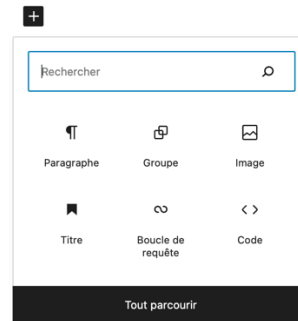 Rechercher
Paragraphe
Groupe
Image
Titre
Boucle de
requête
Code
Tout parcourir